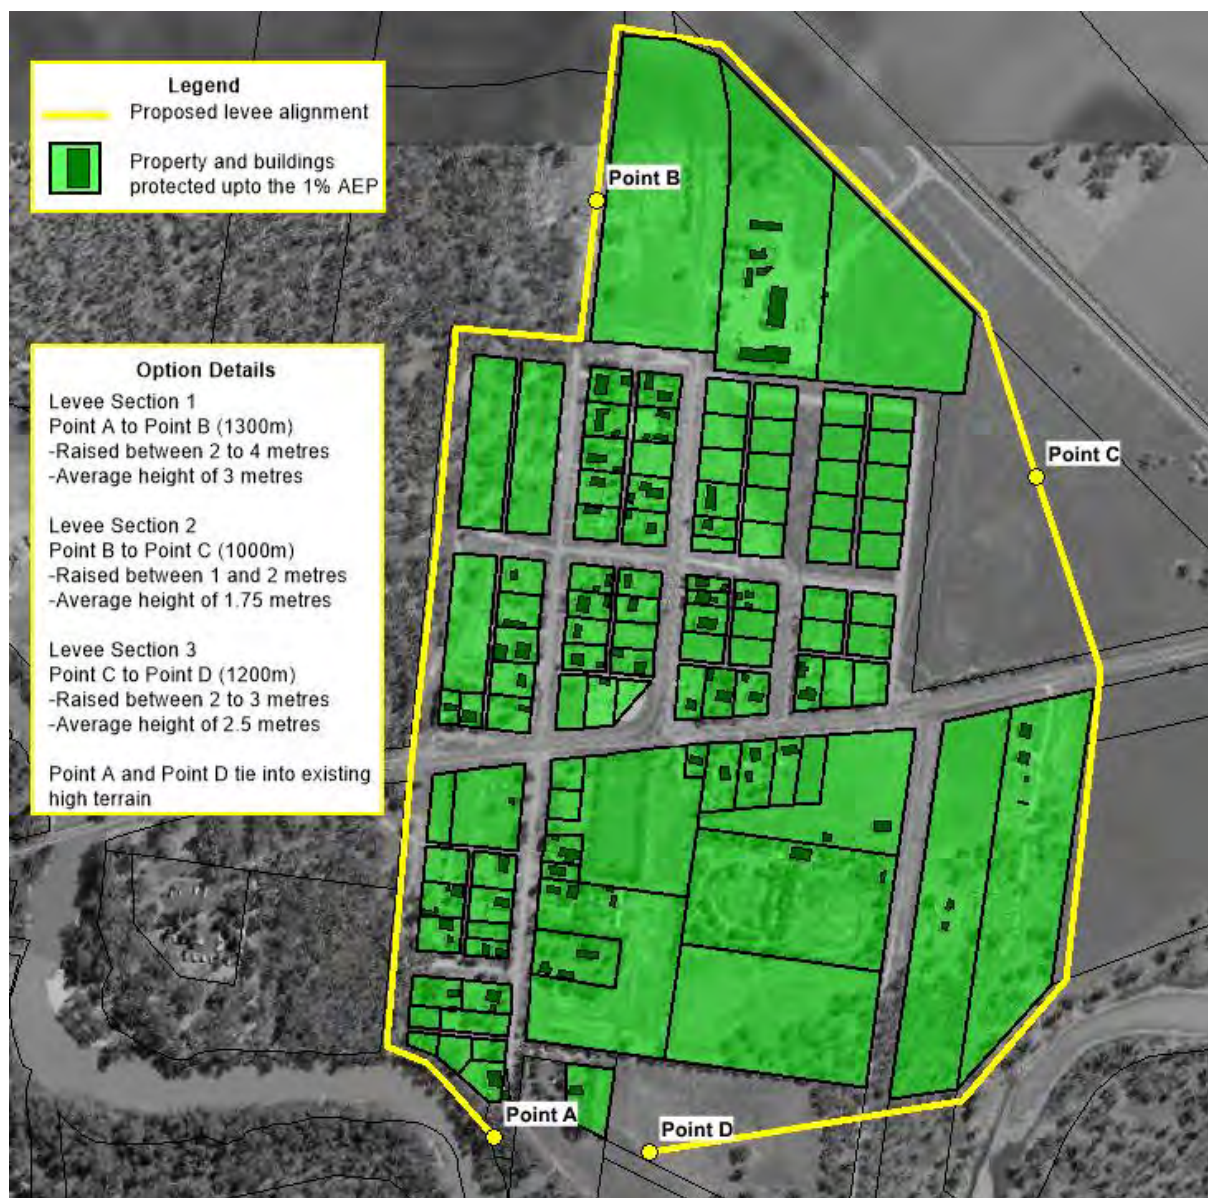 Legend
Proposed levee alignment
Property and buildings
protected upto the 1% AEP
Point B
Option Details
Levee Section 1
Point A to Point B (1300m)
-Raised between 2 to 4 metres
-Average height of 3 metres
Levee Section 2
Point B to Point C (1000m)
-Raised between 1 and 2 metres
-Average height of 1.75 metres
Levee Section 3
Point C to Point D (1200m)
-Raised between 2 to 3 metres
-Average height of 2.5 metres
Point A and Point D tie into existing
high terrain
Point C
Point A
Point D